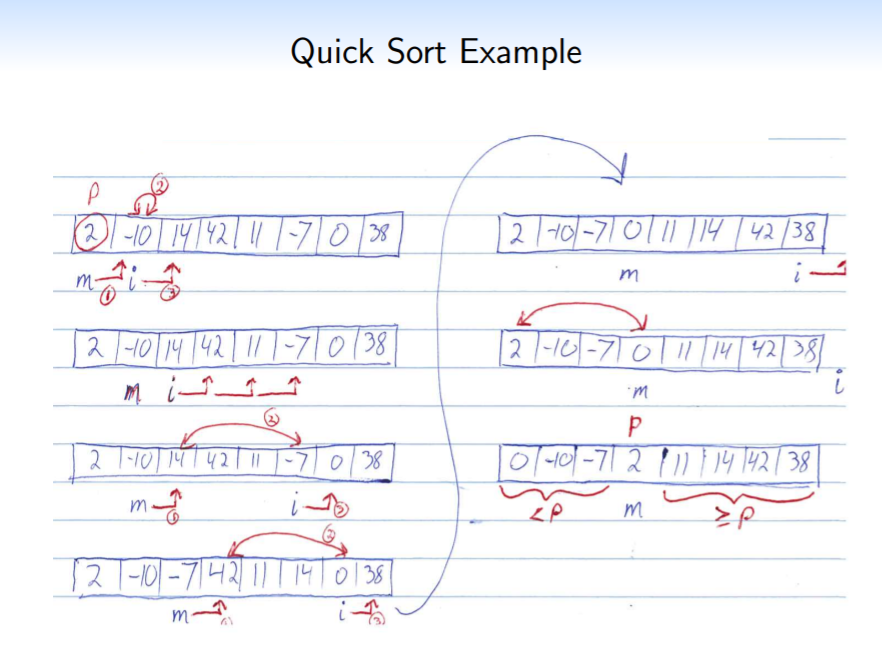 Quick Sort Example
p ②
2 -10 14 42 11 -7 0 38
m ① i ③
2 -10 14 42 11 -7 0 38
m i
②
2 -10 14 42 11 -7 0 38
m ① i ③
②
2 -10 -7 42 11 14 0 38
m ① i ③
2 -10 -7 0 11 14 42 38
m i
2 -10 -7 0 11 14 42 38
m i
p
0 -10 -7 2 11 14 42 38
<p m ≥p